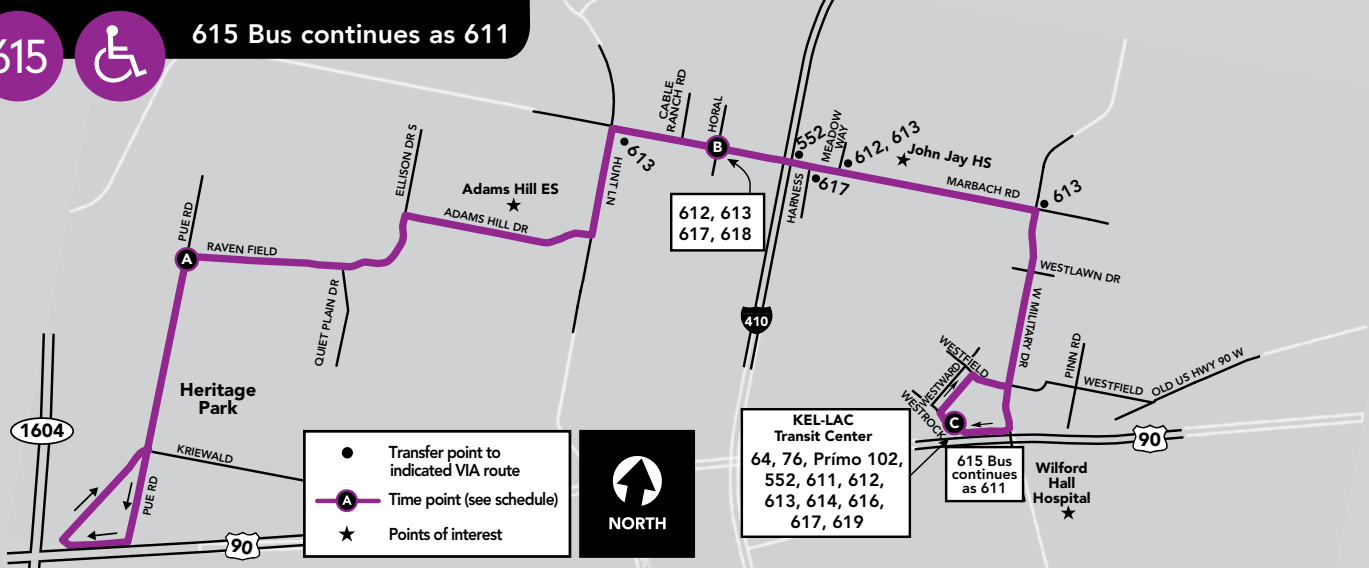 615
615 Bus continues as 611
CABLE
RANCH RD
HORAL
B
552
MEADOW
WAY
612, 613
John Jay HS
613
HUNT LN
ELLISON DR S
Adams Hill ES
ADAMS HILL DR
612, 613
617, 618
HARNESS
617
MARBACH RD
613
PUE RD
A
RAVEN FIELD
QUIET PLAIN DR
WESTLAWN DR
W MILITARY DR
410
PINN RD
WESTFIELD
WESTFIELD
OLD US HWY 90 W
WESTWARD
WESTROCK
C
Heritage
Park
1604
KRIEWALD
PUE RD
90
90
KEL-LAC
Transit Center
64, 76, Prímo 102,
552, 611, 612,
613, 614, 616,
617, 619
615 Bus
continues
as 611
Wilford
Hall
Hospital
Transfer point to
indicated VIA route
A
Time point (see schedule)
Points of interest
NORTH